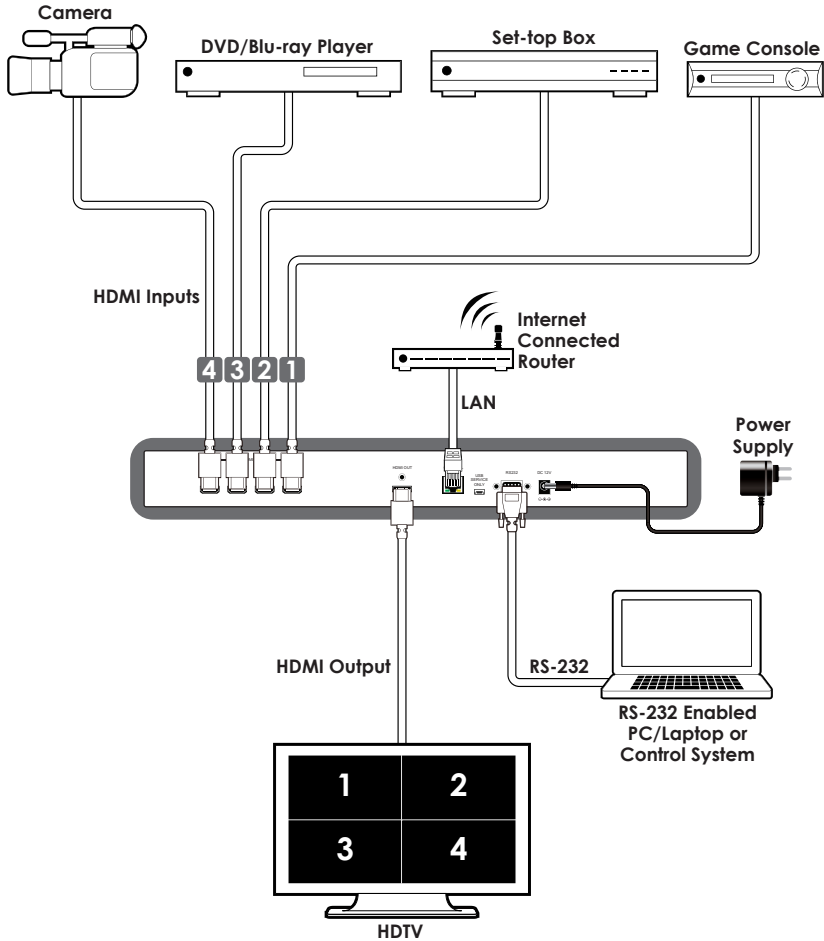 Camera
DVD/Blu-ray Player
Set-top Box
Game Console
HDMI Inputs
Internet
Connected
Router
4 3 2 1
LAN
Power
Supply
HDMI OUT
USB
SERVICE
ONLY
RS232
DC 12V
HDMI Output
RS-232
RS-232 Enabled
PC/Laptop or
Control System
1 2
3 4
HDTV